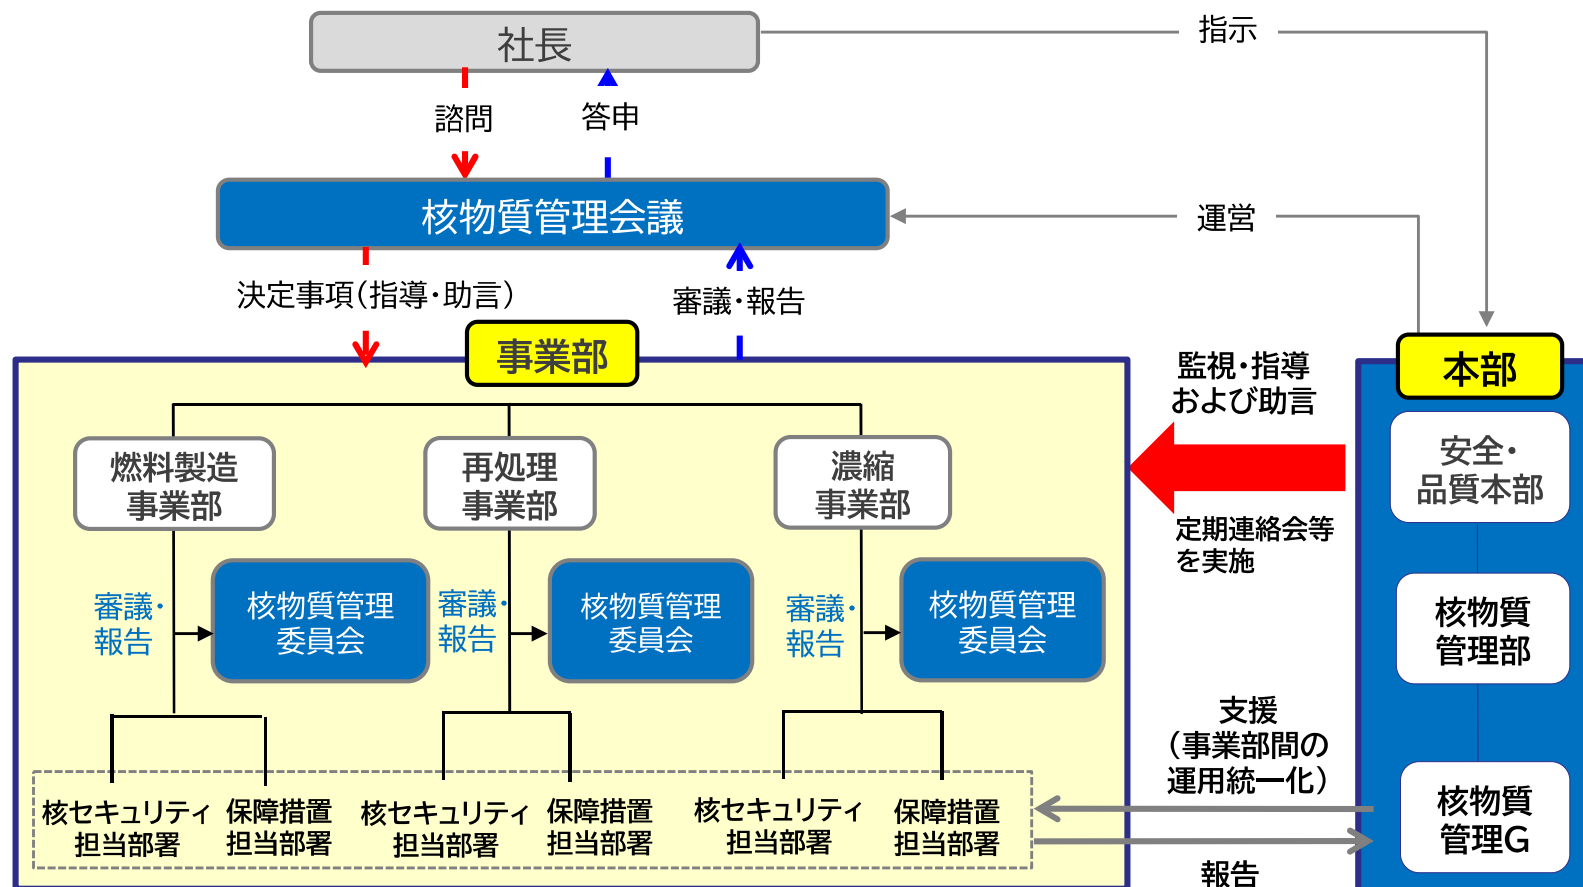 社長
指示
諮問
答申
核物質管理会議
運営
決定事項(指導・助言)
審議・報告
事業部
本部
監視・指導
および助言
定期連絡会等
を実施
安全・
品質本部
核物質
管理部
核物質
管理G
燃料製造
事業部
再処理
事業部
濃縮
事業部
審議・
報告
核物質管理
委員会
審議・
報告
核物質管理
委員会
審議・
報告
核物質管理
委員会
支援
(事業部間の
運用統一化)
核セキュリティ
担当部署
保障措置
担当部署
核セキュリティ
担当部署
保障措置
担当部署
核セキュリティ
担当部署
保障措置
担当部署
報告